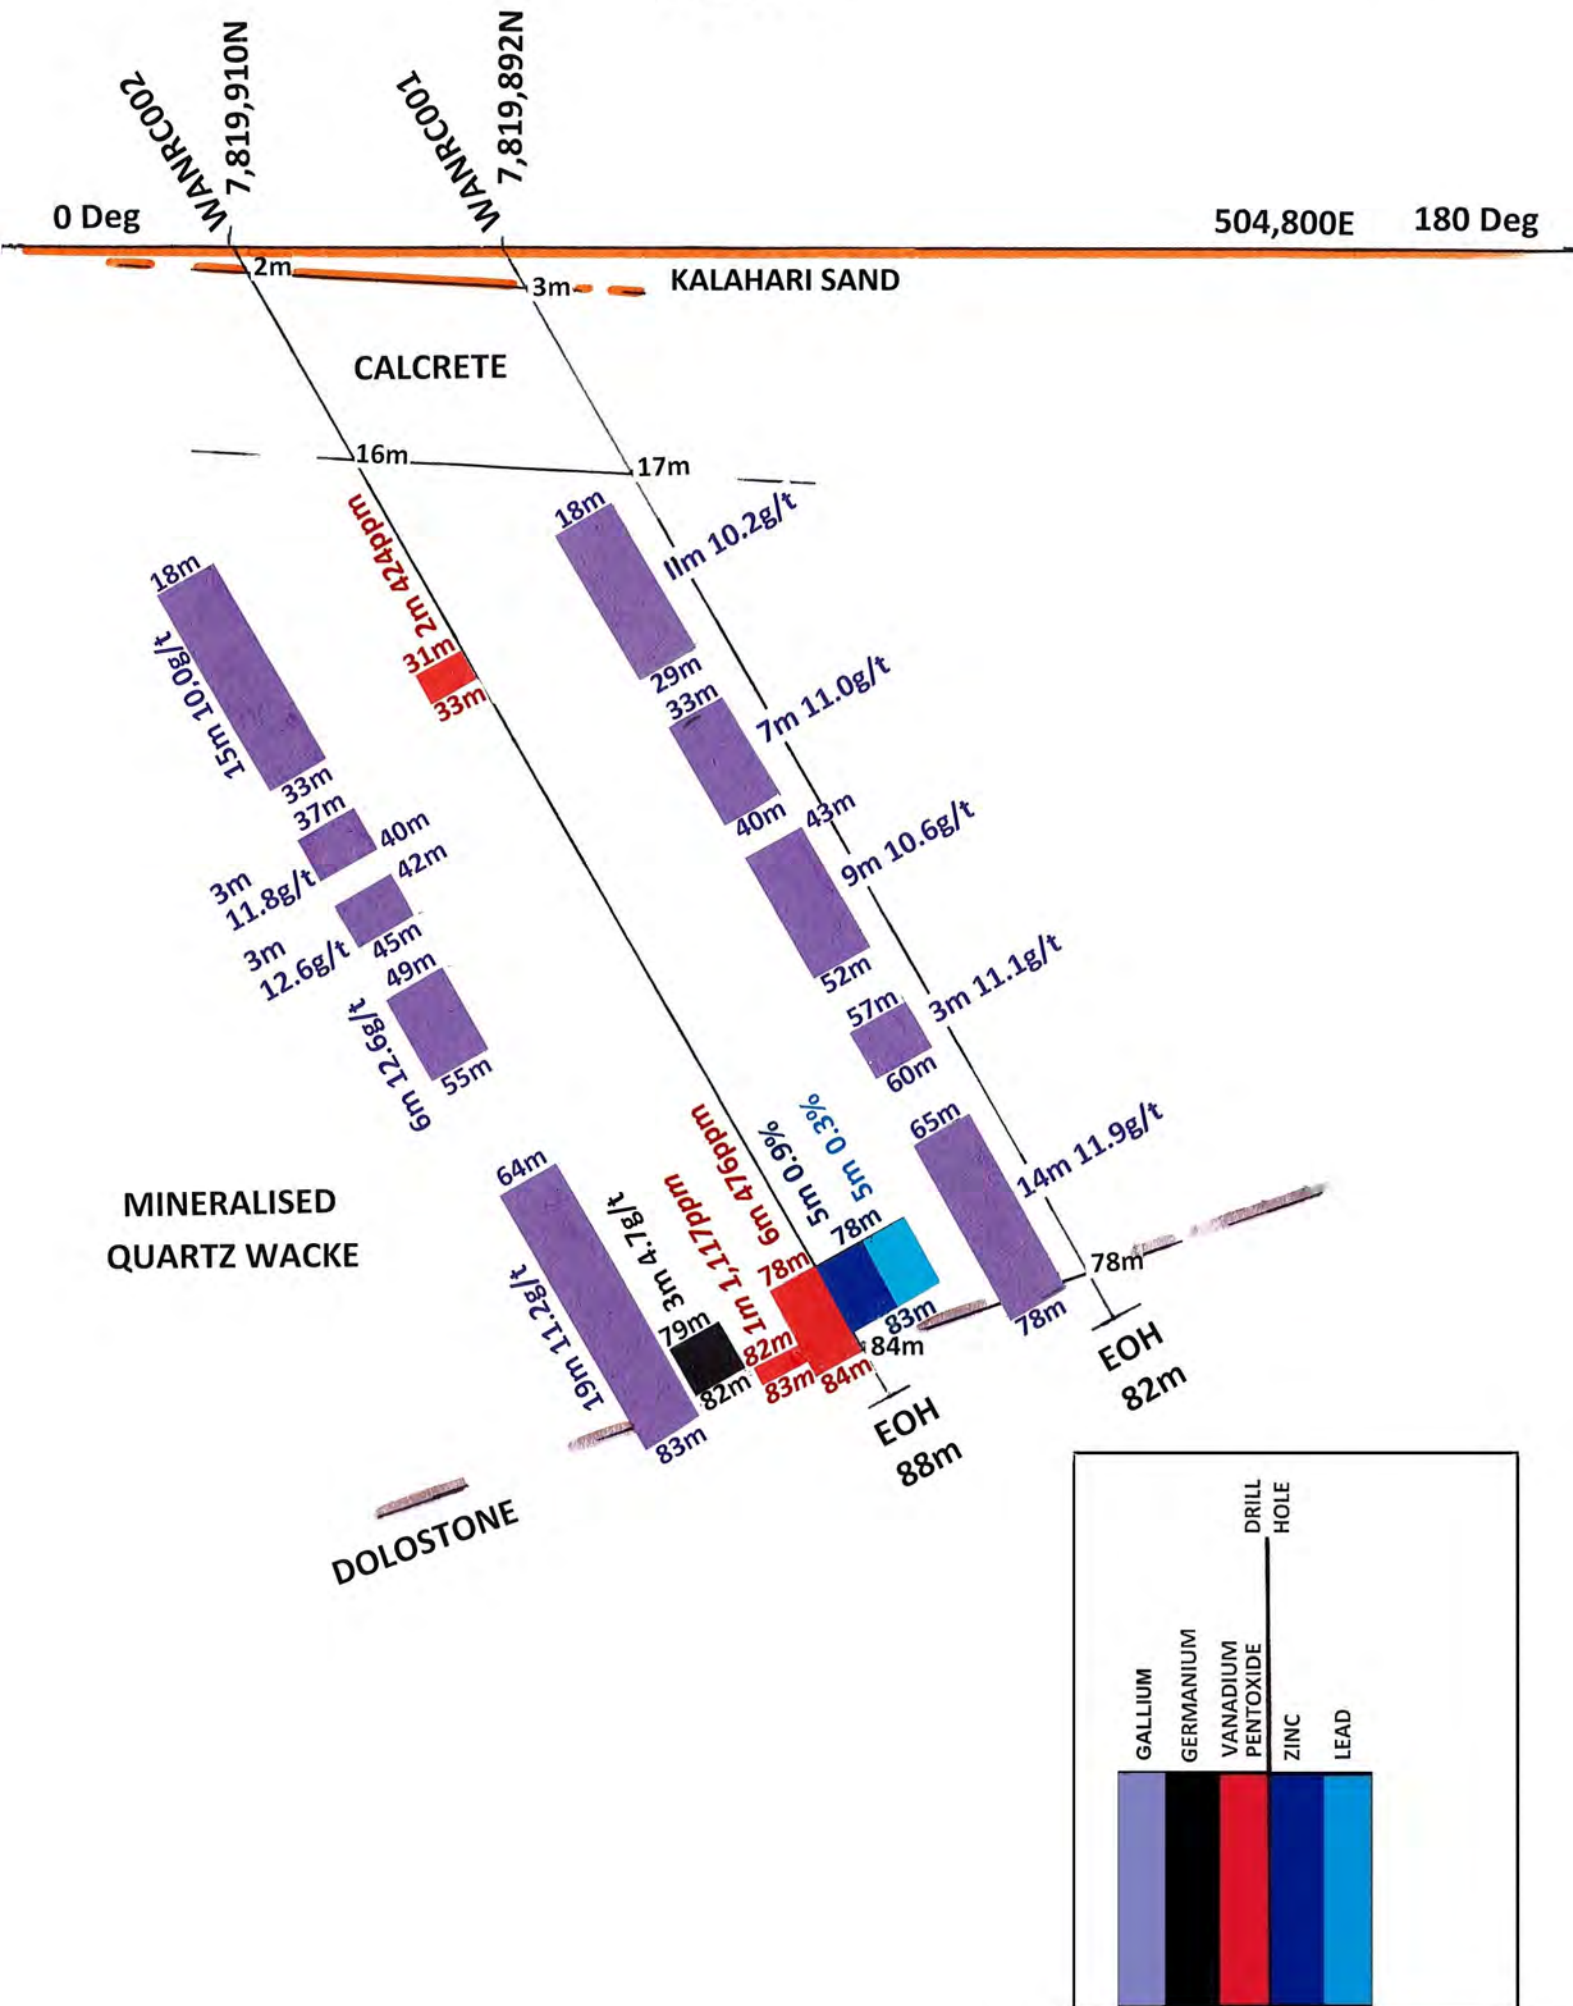 WANRC002
7,819,910N
WANRC001
7,819,892N
0 Deg
504,800E
180 Deg
2m
3m
KALAHARI SAND
CALCRETE
16m
17m
2m 424ppm
31m
33m
18m
11m 10.2g/t
29m
33m
7m 11.0g/t
40m
43m
9m 10.6g/t
52m
57m
3m 11.1g/t
60m
65m
14m 11.9g/t
78m
78m
EOH
82m
18m
15m 10.0g/t
33m
37m
40m
3m
11.8g/t
42m
3m
12.6g/t
45m
49m
6m 12.6g/t
55m
MINERALISED
QUARTZ WACKE
64m
19m 11.2g/t
83m
3m 4.7g/t
79m
82m
1m 1,117ppm
82m
83m
6m 476ppm
78m
84m
5m 0.9%
5m 0.3%
78m
83m
84m
EOH
88m
DOLOSTONE
DRILL
HOLE
GALLIUM
GERMANIUM
VANADIUM
PENTOXIDE
ZINC
LEAD